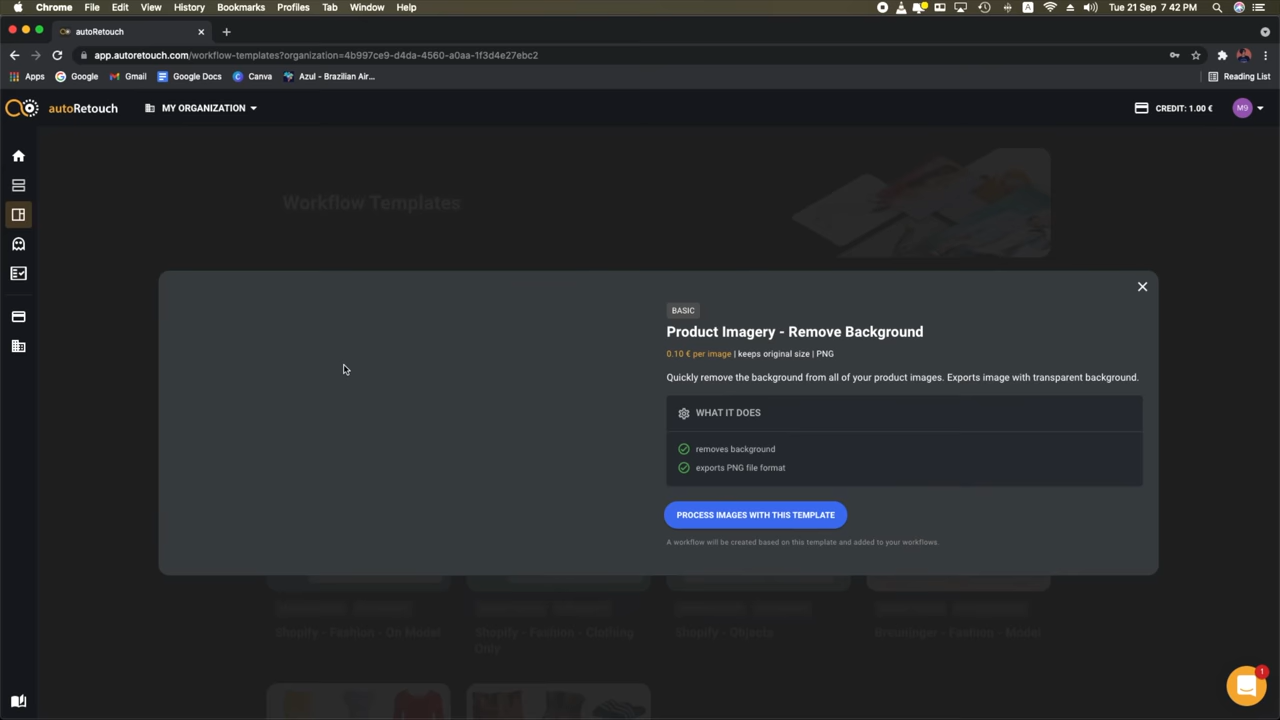 Chrome File Edit View History Bookmarks Profiles Tab Window Help
A Tue 21 Sep 7:42 PM
autoRetouch
app.autoretouch.com/workflow-templates?organization=4b997ce9-d4da-4560-a0aa-1f3d4e27ebc2
Apps Google Gmail Google Docs Canva Azul - Brazilian Air... Reading List
autoRetouch MY ORGANIZATION CREDIT: 1.00 € M9
Workflow Templates
BASIC
Product Imagery - Remove Background
0.10 € per image | keeps original size | PNG
Quickly remove the background from all of your product images. Exports image with transparent background.
WHAT IT DOES
removes background
exports PNG file format
PROCESS IMAGES WITH THIS TEMPLATE
A workflow will be created based on this template and added to your workflows.
Shopify - Fashion - On Model
Shopify - Fashion - Clothing Only
Shopify - Objects
1